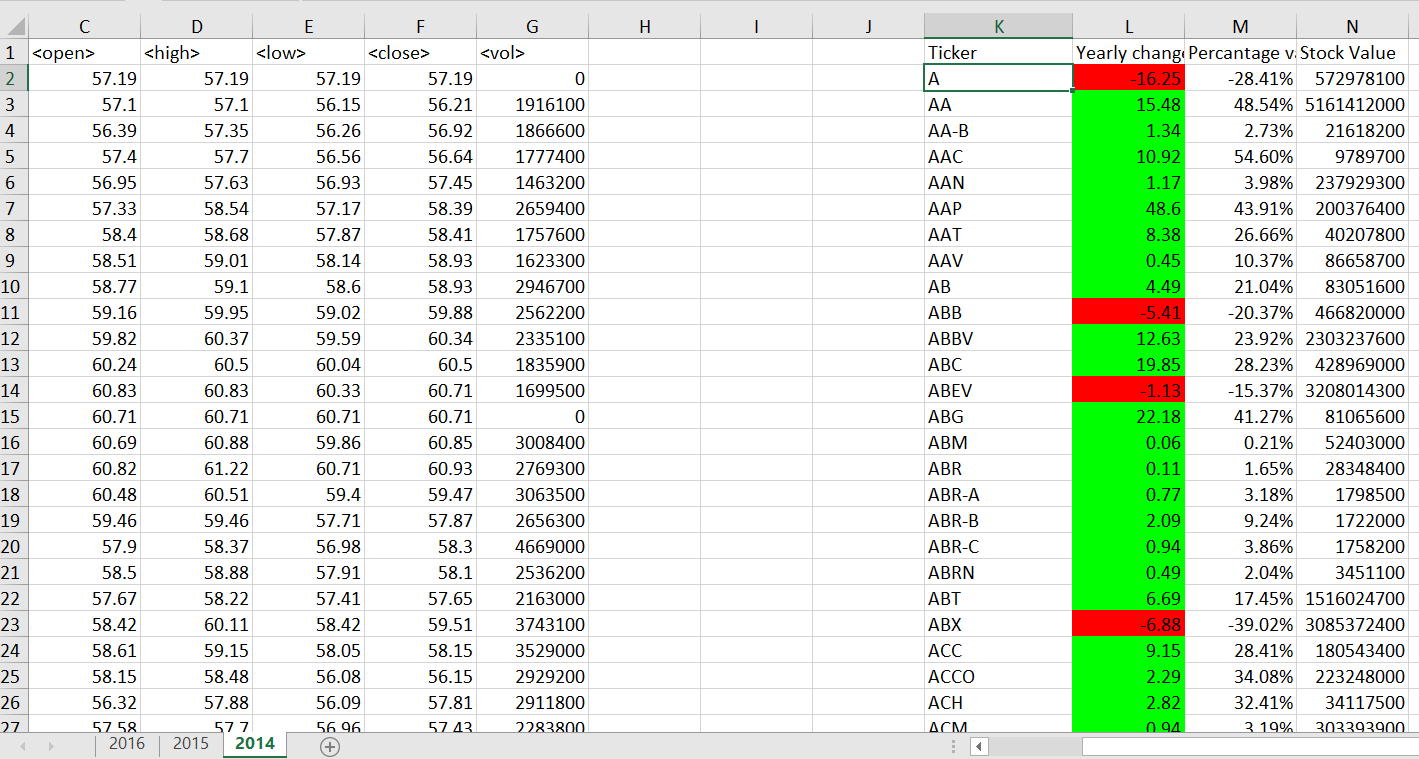 C D E F G H I J K L M N
1 <open> <high> <low> <close> <vol> Ticker Yearly change Percantage va Stock Value
2 57.19 57.19 57.19 57.19 0 A -16.25 -28.41% 572978100
3 57.1 57.1 56.15 56.21 1916100 AA 15.48 48.54% 5161412000
4 56.39 57.35 56.26 56.92 1866600 AA-B 1.34 2.73% 21618200
5 57.4 57.7 56.56 56.64 1777400 AAC 10.92 54.60% 9789700
6 56.95 57.63 56.93 57.45 1463200 AAN 1.17 3.98% 237929300
7 57.33 58.54 57.17 58.39 2659400 AAP 48.6 43.91% 200376400
8 58.4 58.68 57.87 58.41 1757600 AAT 8.38 26.66% 40207800
9 58.51 59.01 58.14 58.93 1623300 AAV 0.45 10.37% 86658700
10 58.77 59.1 58.6 58.93 2946700 AB 4.49 21.04% 83051600
11 59.16 59.95 59.02 59.88 2562200 ABB -5.41 -20.37% 466820000
12 59.82 60.37 59.59 60.34 2335100 ABBV 12.63 23.92% 2303237600
13 60.24 60.5 60.04 60.5 1835900 ABC 19.85 28.23% 428969000
14 60.83 60.83 60.33 60.71 1699500 ABEV -1.13 -15.37% 3208014300
15 60.71 60.71 60.71 60.71 0 ABG 22.18 41.27% 81065600
16 60.69 60.88 59.86 60.85 3008400 ABM 0.06 0.21% 52403000
17 60.82 61.22 60.71 60.93 2769300 ABR 0.11 1.65% 28348400
18 60.48 60.51 59.4 59.47 3063500 ABR-A 0.77 3.18% 1798500
19 59.46 59.46 57.71 57.87 2656300 ABR-B 2.09 9.24% 1722000
20 57.9 58.37 56.98 58.3 4669000 ABR-C 0.94 3.86% 1758200
21 58.5 58.88 57.91 58.1 2536200 ABRN 0.49 2.04% 3451100
22 57.67 58.22 57.41 57.65 2163000 ABT 6.69 17.45% 1516024700
23 58.42 60.11 58.42 59.51 3743100 ABX -6.88 -39.02% 3085372400
24 58.61 59.15 58.05 58.15 3529000 ACC 9.15 28.41% 180543400
25 58.15 58.48 56.08 56.15 2929200 ACCO 2.29 34.08% 223248000
26 56.32 57.88 56.09 57.81 2911800 ACH 2.82 32.41% 34117500
27 57.58 57.7 56.96 57.43 2283800 ACM 0.94 3.19% 303393900
2016 2015 2014